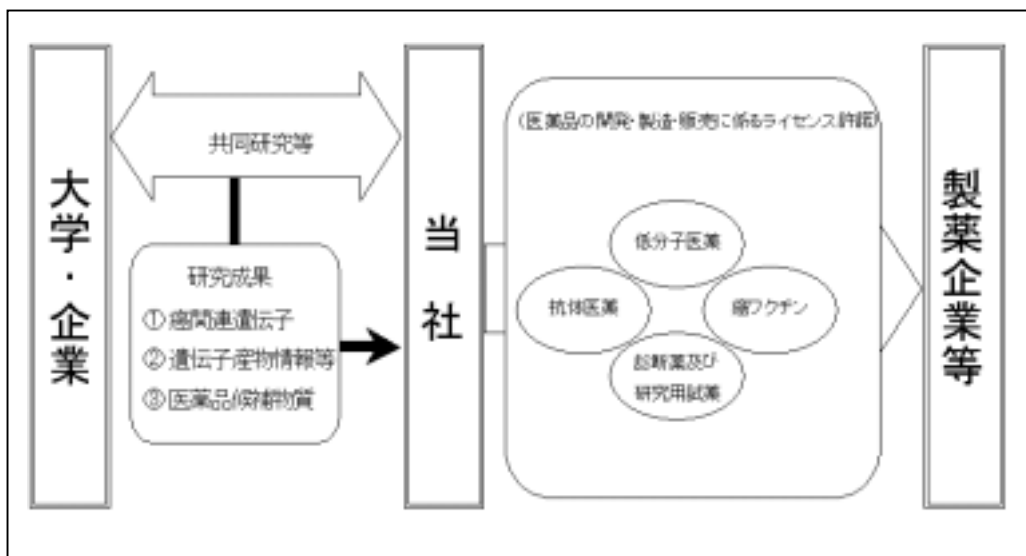 大学・企業
共同研究等
研究成果
① 癌関連遺伝子
② 遺伝子産物情報等
③ 医薬品候補物質
当社
(医薬品の開発・製造・販売に係るライセンス許諾)
低分子医薬
抗体医薬
癌ワクチン
診断薬及び
研究用試薬
製薬企業等